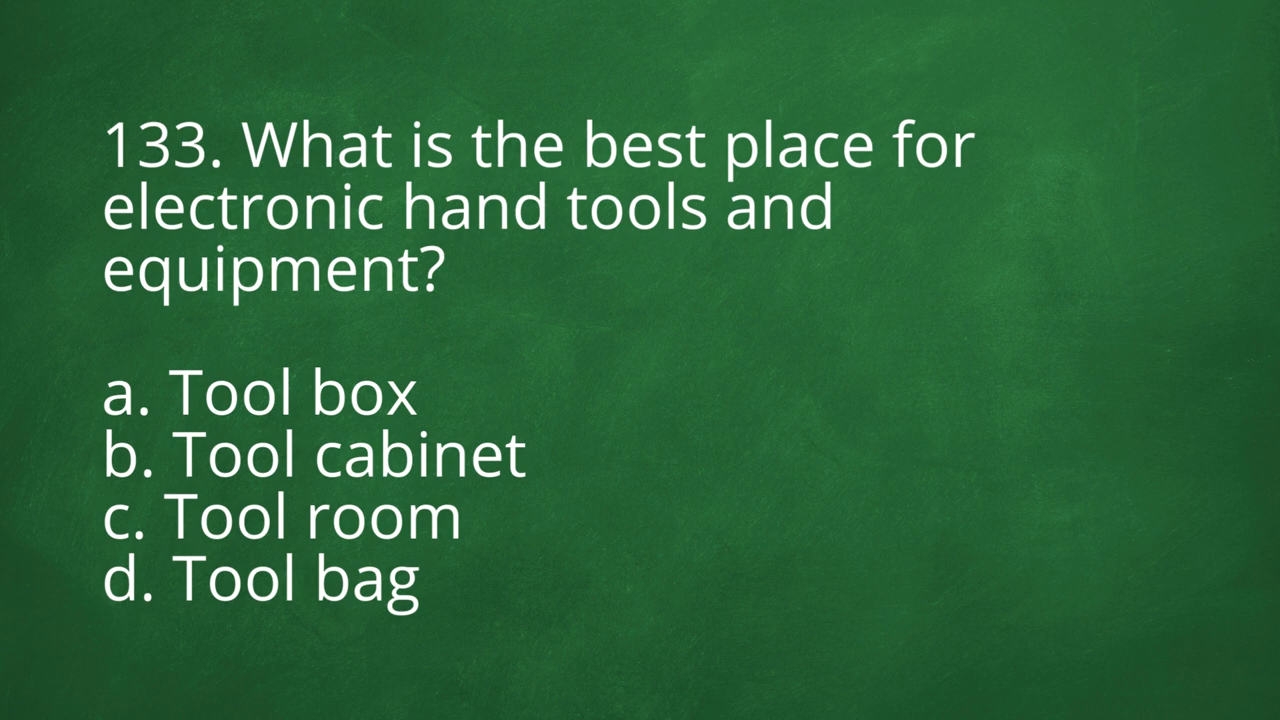 133. What is the best place for
electronic hand tools and
equipment?
a. Tool box
b. Tool cabinet
c. Tool room
d. Tool bag